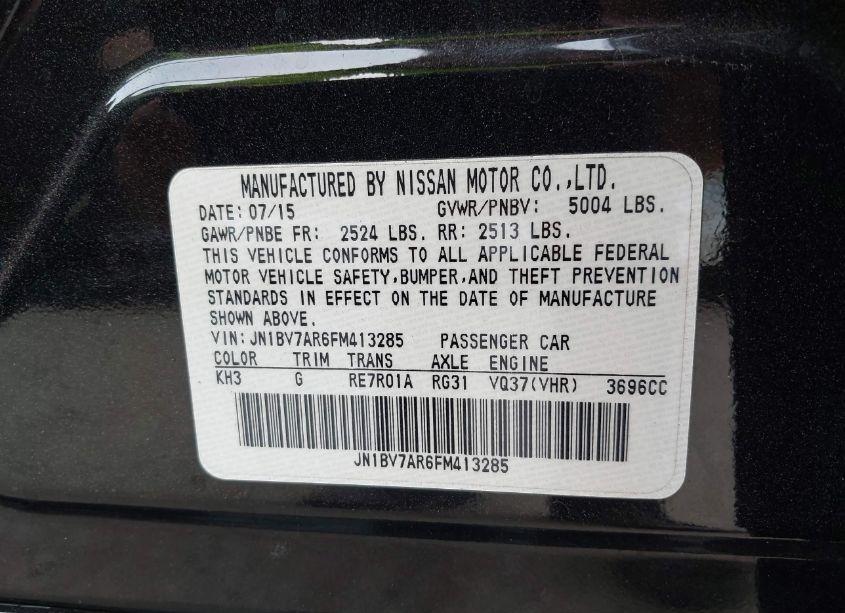 MANUFACTURED BY NISSAN MOTOR CO.,LTD.
DATE: 07/15 GVWR/PNBV: 5004 LBS.
GAWR/PNBE FR: 2524 LBS. RR: 2513 LBS.
THIS VEHICLE CONFORMS TO ALL APPLICABLE FEDERAL
MOTOR VEHICLE SAFETY,BUMPER,AND THEFT PREVENTION
STANDARDS IN EFFECT ON THE DATE OF MANUFACTURE
SHOWN ABOVE.
VIN: JN1BV7AR6FM413285 PASSENGER CAR
COLOR TRIM TRANS AXLE ENGINE
KH3 G RE7R01A RG31 VQ37(VHR) 3696CC
JN1BV7AR6FM413285